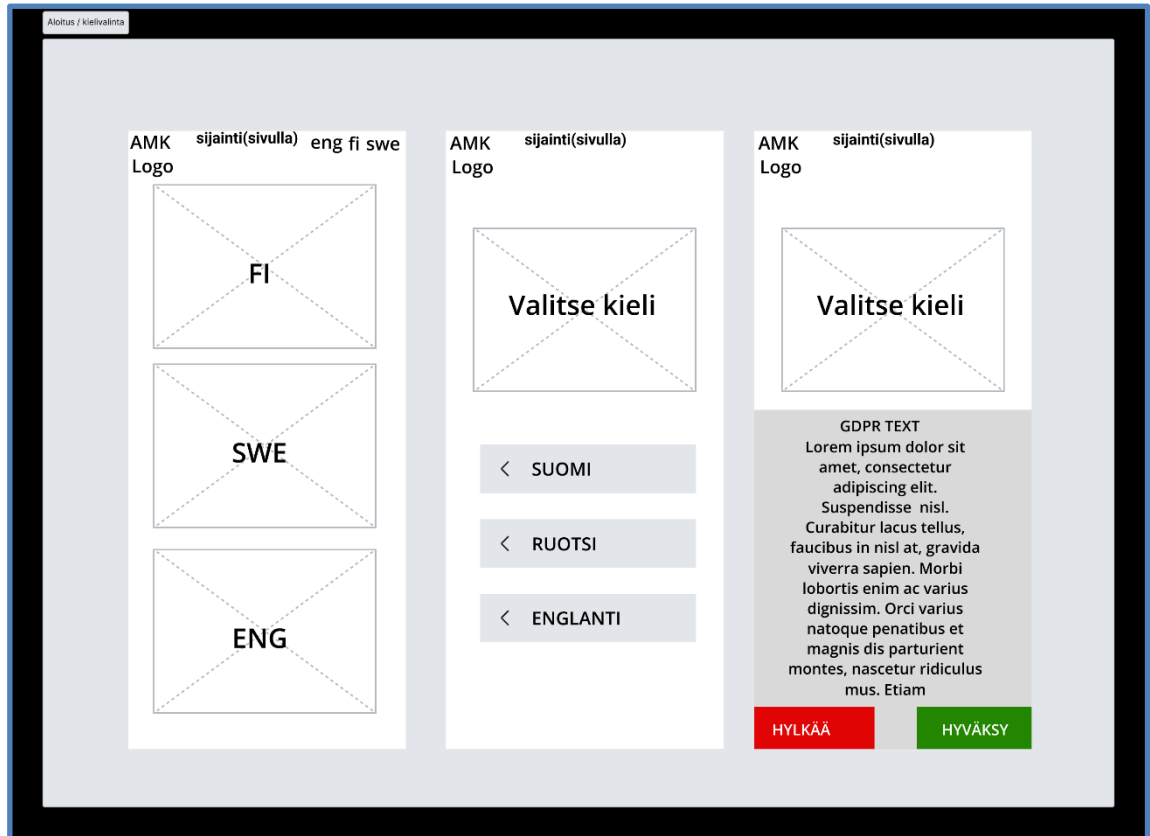 Aloitus / kielivalinta
AMK
Logo
sijainti(sivulla)
eng fi swe
FI
SWE
ENG
AMK
Logo
sijainti(sivulla)
Valitse kieli
SUOMI
RUOTSI
ENGLANTI
AMK
Logo
sijainti(sivulla)
Valitse kieli
GDPR TEXT
Lorem ipsum dolor sit
amet, consectetur
adipiscing elit.
Suspendisse nisl.
Curabitur lacus tellus,
faucibus in nisl at, gravida
viverra sapien. Morbi
lobortis enim ac varius
dignissim. Orci varius
natoque penatibus et
magnis dis parturient
montes, nascetur ridiculus
mus. Etiam
HYLKÄÄ
HYVÄKSY